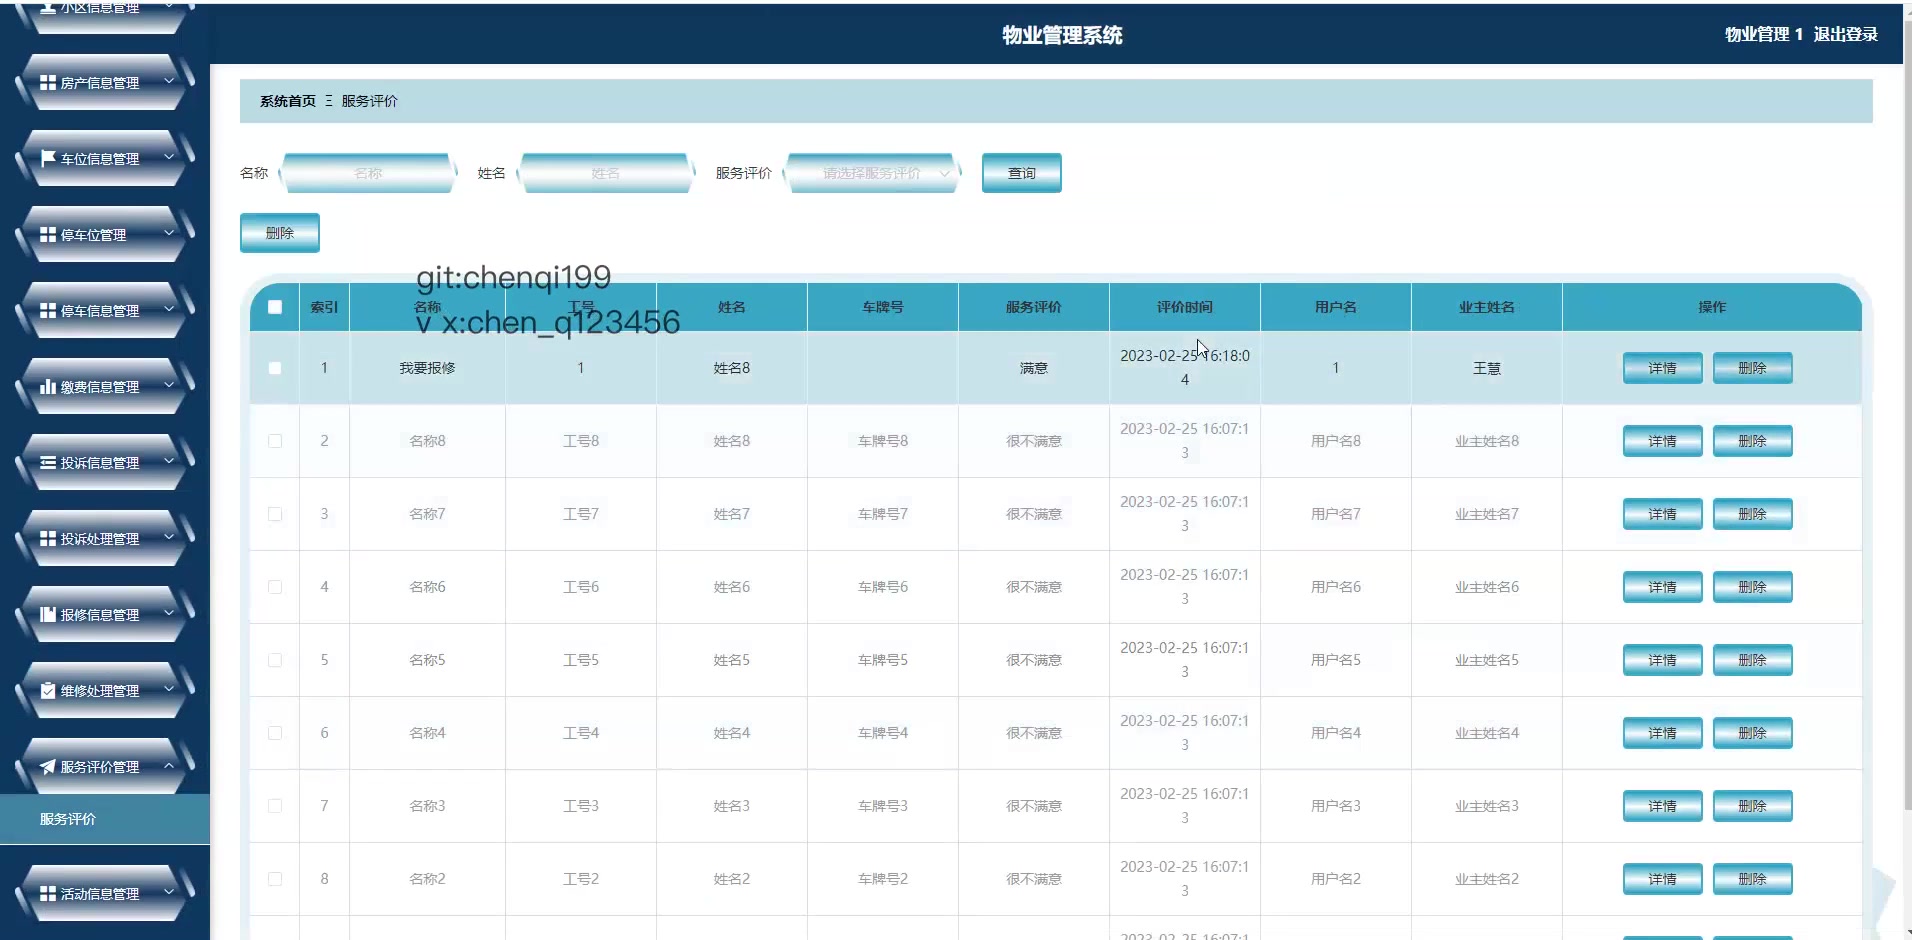 小区信息管理
物业管理系统
物业管理 1 退出登录
房产信息管理
车位信息管理
停车位管理
停车信息管理
缴费信息管理
投诉信息管理
投诉处理管理
报修信息管理
维修处理管理
服务评价管理
服务评价
活动信息管理
系统首页 Ξ 服务评价
名称 名称 姓名 姓名 服务评价 请选择服务评价 查询
删除
git:chenqi199
v x:chen_q123456
索引 名称 工号 姓名 车牌号 服务评价 评价时间 用户名 业主姓名 操作
1 我要报修 1 姓名8 满意 2023-02-25 16:18:0
4 1 王慧 详情 删除
2 名称8 工号8 姓名8 车牌号8 很不满意 2023-02-25 16:07:1
3 用户名8 业主姓名8 详情 删除
3 名称7 工号7 姓名7 车牌号7 很不满意 2023-02-25 16:07:1
3 用户名7 业主姓名7 详情 删除
4 名称6 工号6 姓名6 车牌号6 很不满意 2023-02-25 16:07:1
3 用户名6 业主姓名6 详情 删除
5 名称5 工号5 姓名5 车牌号5 很不满意 2023-02-25 16:07:1
3 用户名5 业主姓名5 详情 删除
6 名称4 工号4 姓名4 车牌号4 很不满意 2023-02-25 16:07:1
3 用户名4 业主姓名4 详情 删除
7 名称3 工号3 姓名3 车牌号3 很不满意 2023-02-25 16:07:1
3 用户名3 业主姓名3 详情 删除
8 名称2 工号2 姓名2 车牌号2 很不满意 2023-02-25 16:07:1
3 用户名2 业主姓名2 详情 删除
2023-02-25 16:07:1